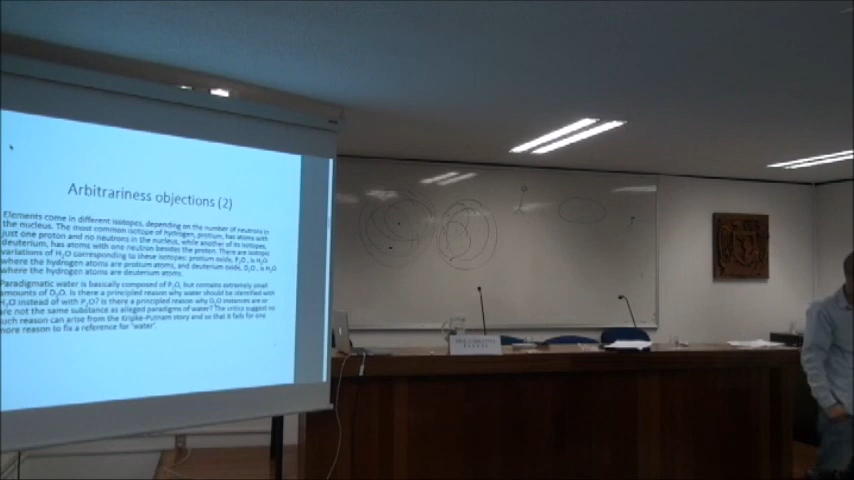 Arbitrariness objections (2)
Elements come in different isotopes, depending on the number of neutrons in
the nucleus. The most common isotope of hydrogen, protium, has atoms with
just one proton and no neutrons in the nucleus, while another of its isotopes,
deuterium, has atoms with one neutron besides the proton. There are isotopic
variations of H₂O corresponding to these isotopes: protium oxide, P₂O, is H₂O
where the hydrogen atoms are protium atoms, and deuterium oxide, D₂O, is H₂O
where the hydrogen atoms are deuterium atoms.
Paradigmatic water is basically composed of P₂O, but contains extremely small
amounts of D₂O. Is there a principled reason why water should be identified with
H₂O instead of with P₂O? Is there a principled reason why D₂O instances are or
are not the same substance as alleged paradigms of water? The critics suggest no
such reason can arise from the Kripke-Putnam story and so that it fails for one
more reason to fix a reference for 'water'.